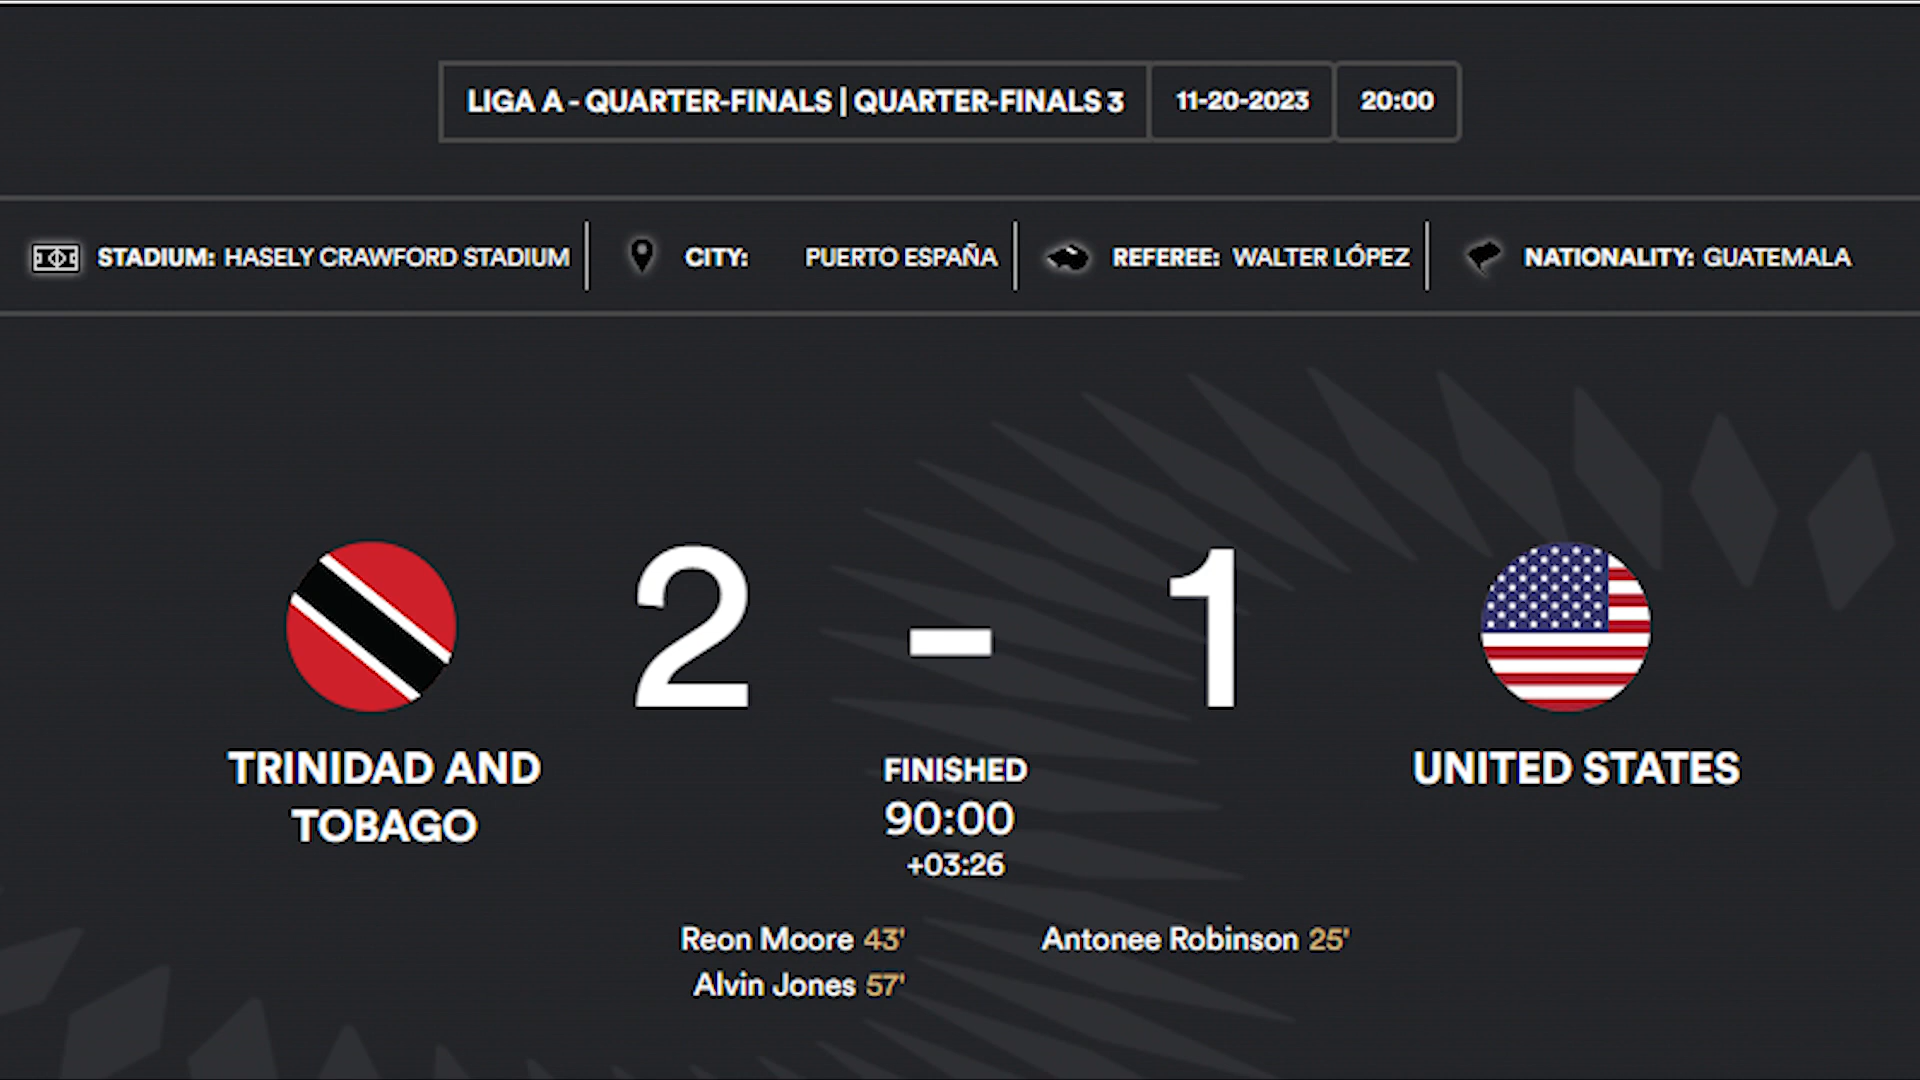 LIGA A - QUARTER-FINALS | QUARTER-FINALS 3 11-20-2023 20:00
STADIUM: HASELY CRAWFORD STADIUM CITY: PUERTO ESPAÑA REFEREE: WALTER LÓPEZ NATIONALITY: GUATEMALA
2 - 1
TRINIDAD AND
TOBAGO
UNITED STATES
FINISHED
90:00
+03:26
Reon Moore 43'
Alvin Jones 57'
Antonee Robinson 25'